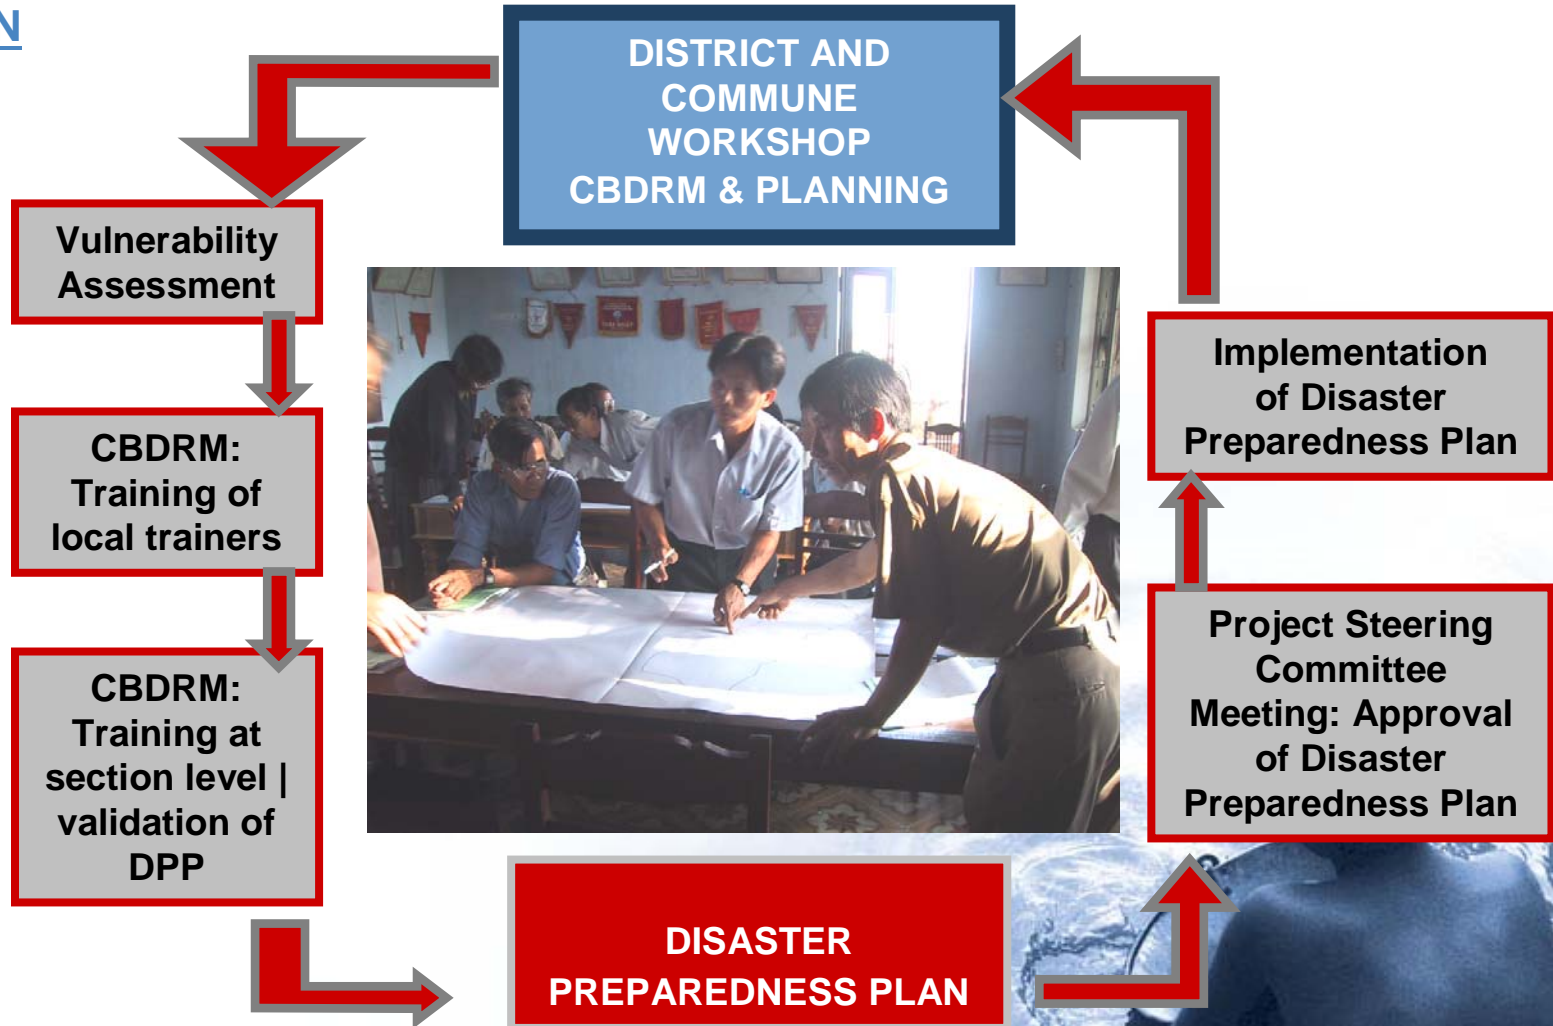 N
DISTRICT AND
COMMUNE
WORKSHOP
CBDRM & PLANNING
Vulnerability
Assessment
CBDRM:
Training of
local trainers
CBDRM:
Training at
section level |
validation of
DPP
DISASTER
PREPAREDNESS PLAN
Project Steering
Committee
Meeting: Approval
of Disaster
Preparedness Plan
Implementation
of Disaster
Preparedness Plan